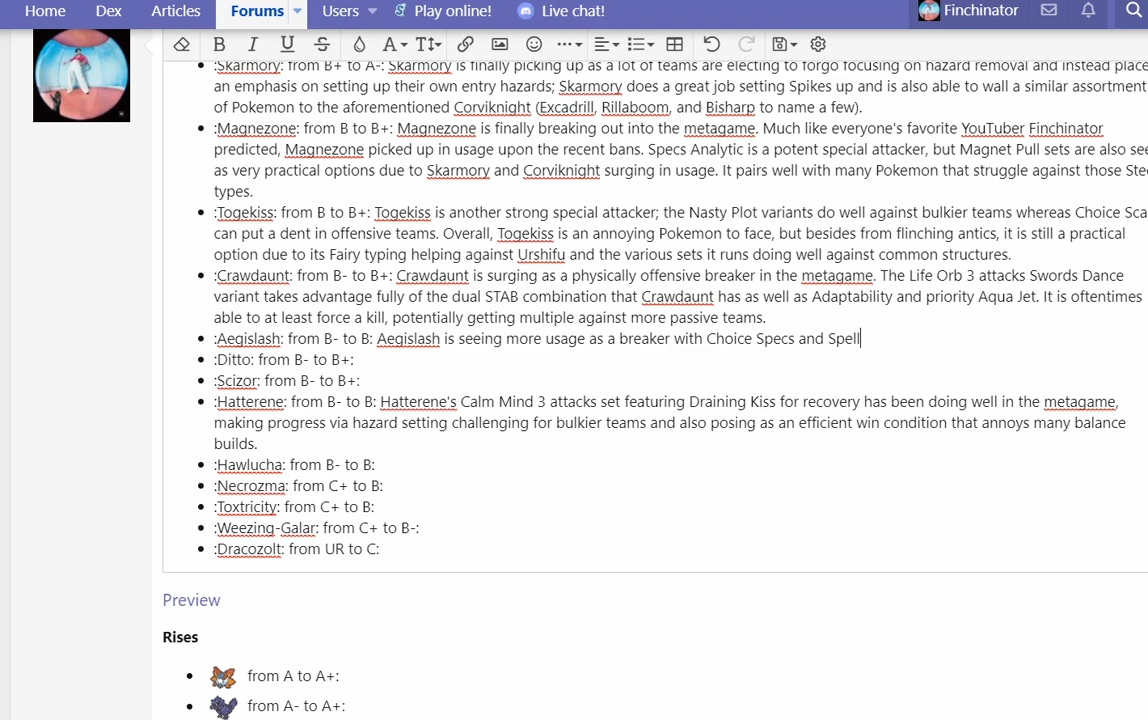 Home Dex Articles Forums Users Play online! Live chat! Finchinator
:Skarmory: from B+ to A-: Skarmory is finally picking up as a lot of teams are electing to forgo focusing on hazard removal and instead place
an emphasis on setting up their own entry hazards; Skarmory does a great job setting Spikes up and is also able to wall a similar assortment
of Pokemon to the aforementioned Corviknight (Excadrill, Rillaboom, and Bisharp to name a few).
:Magnezone: from B to B+: Magnezone is finally breaking out into the metagame. Much like everyone's favorite YouTuber Finchinator
predicted, Magnezone picked up in usage upon the recent bans. Specs Analytic is a potent special attacker, but Magnet Pull sets are also see
as very practical options due to Skarmory and Corviknight surging in usage. It pairs well with many Pokemon that struggle against those Stee
types.
:Togekiss: from B to B+: Togekiss is another strong special attacker; the Nasty Plot variants do well against bulkier teams whereas Choice Sca
can put a dent in offensive teams. Overall, Togekiss is an annoying Pokemon to face, but besides from flinching antics, it is still a practical
option due to its Fairy typing helping against Urshifu and the various sets it runs doing well against common structures.
:Crawdaunt: from B- to B+: Crawdaunt is surging as a physically offensive breaker in the metagame. The Life Orb 3 attacks Swords Dance
variant takes advantage fully of the dual STAB combination that Crawdaunt has as well as Adaptability and priority Aqua Jet. It is oftentimes
able to at least force a kill, potentially getting multiple against more passive teams.
:Aegislash: from B- to B: Aegislash is seeing more usage as a breaker with Choice Specs and Spell
:Ditto: from B- to B+:
:Scizor: from B- to B+:
:Hatterene: from B- to B: Hatterene's Calm Mind 3 attacks set featuring Draining Kiss for recovery has been doing well in the metagame,
making progress via hazard setting challenging for bulkier teams and also posing as an efficient win condition that annoys many balance
builds.
:Hawlucha: from B- to B:
:Necrozma: from C+ to B:
:Toxtricity: from C+ to B:
:Weezing-Galar: from C+ to B-:
:Dracozolt: from UR to C:
Preview
Rises
from A to A+:
from A- to A+: